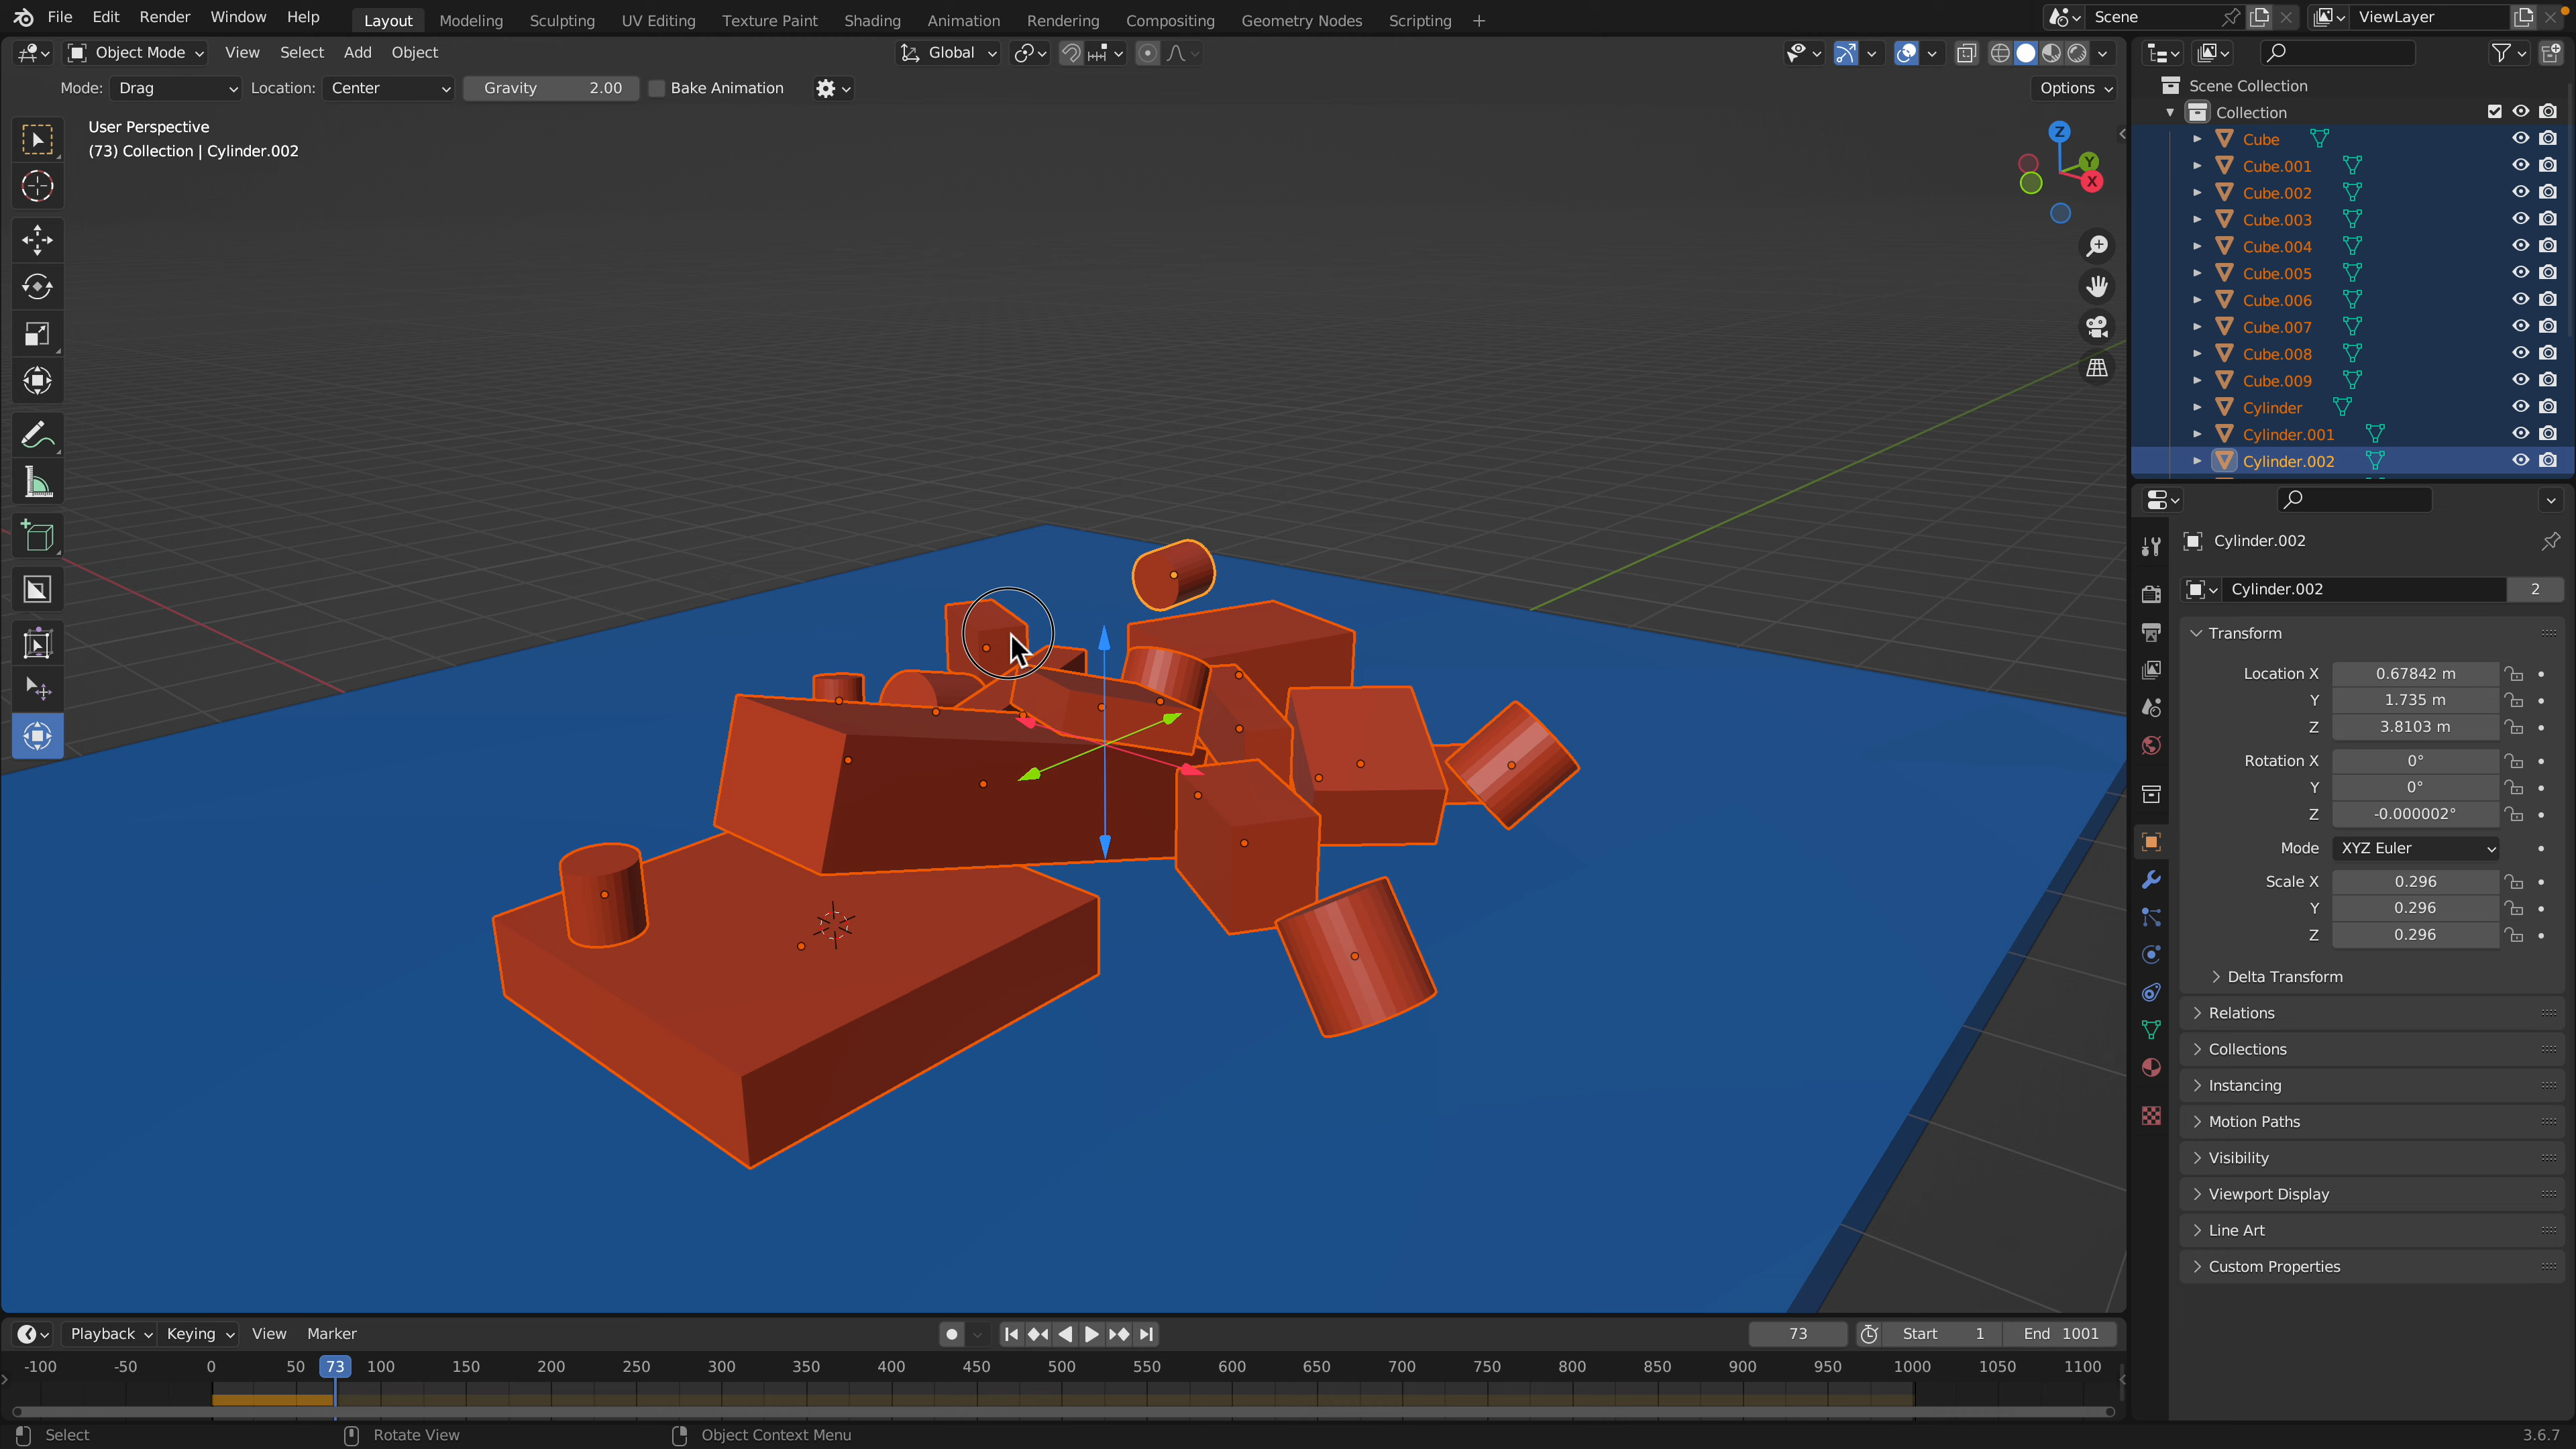 File Edit Render Window Help Layout Modeling Sculpting UV Editing Texture Paint Shading Animation Rendering Compositing Geometry Nodes Scripting + Scene ViewLayer
Object Mode View Select Add Object Global
Mode: Drag Location: Center Gravity 2.00 Bake Animation Options
User Perspective
(73) Collection | Cylinder.002
Z
Y
X
Scene Collection
Collection
Cube
Cube.001
Cube.002
Cube.003
Cube.004
Cube.005
Cube.006
Cube.007
Cube.008
Cube.009
Cylinder
Cylinder.001
Cylinder.002
Cylinder.002
Cylinder.002 2
Transform
Location X 0.67842 m
Y 1.735 m
Z 3.8103 m
Rotation X 0°
Y 0°
Z -0.000002°
Mode XYZ Euler
Scale X 0.296
Y 0.296
Z 0.296
Delta Transform
Relations
Collections
Instancing
Motion Paths
Visibility
Viewport Display
Line Art
Custom Properties
Playback Keying View Marker 73 Start 1 End 1001
-100 -50 0 50 73 100 150 200 250 300 350 400 450 500 550 600 650 700 750 800 850 900 950 1000 1050 1100
Select Rotate View Object Context Menu 3.6.7